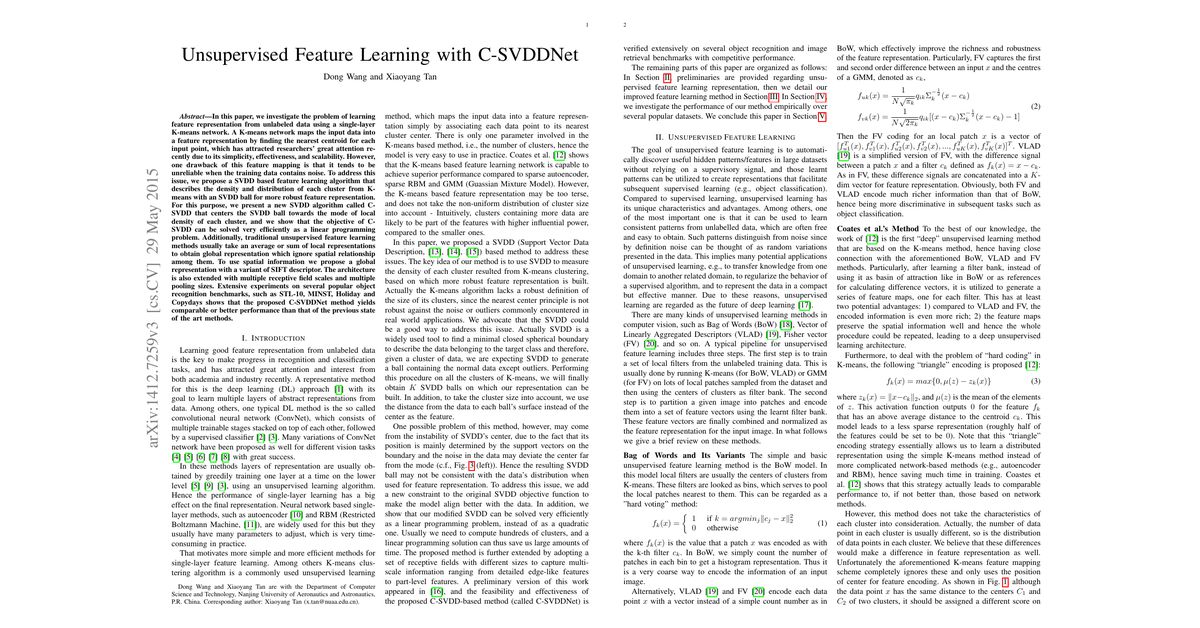 1
Unsupervised Feature Learning with C-SVDDNet
Dong Wang and Xiaoyang Tan
arXiv:1412.7259v3 [cs.CV] 29 May 2015
Abstract—In this paper, we investigate the problem of learning
feature representation from unlabeled data using a single-layer
K-means network. A K-means network maps the input data into
a feature representation by finding the nearest centroid for each
input point, which has attracted researchers' great attention re-
cently due to its simplicity, effectiveness, and scalability. However,
one drawback of this feature mapping is that it tends to be
unreliable when the training data contains noise. To address this
issue, we propose a SVDD based feature learning algorithm that
describes the density and distribution of each cluster from K-
means with an SVDD ball for more robust feature representation.
For this purpose, we present a new SVDD algorithm called C-
SVDD that centers the SVDD ball towards the mode of local
density of each cluster, and we show that the objective of C-
SVDD can be solved very efficiently as a linear programming
problem. Additionally, traditional unsupervised feature learning
methods usually take an average or sum of local representations
to obtain global representation which ignore spatial relationship
among them. To use spatial information we propose a global
representation with a variant of SIFT descriptor. The architecture
is also extended with multiple receptive field scales and multiple
pooling sizes. Extensive experiments on several popular object
recognition benchmarks, such as STL-10, MINST, Holiday and
Copydays shows that the proposed C-SVDDNet method yields
comparable or better performance than that of the previous state
of the art methods.
I. INTRODUCTION
Learning good feature representation from unlabeled data
is the key to make progress in recognition and classification
tasks, and has attracted great attention and interest from
both academia and industry recently. A representative method
for this is the deep learning (DL) approach [1] with its
goal to learn multiple layers of abstract representations from
data. Among others, one typical DL method is the so called
convolutional neural network (ConvNet), which consists of
multiple trainable stages stacked on top of each other, followed
by a supervised classifier [2] [3]. Many variations of ConvNet
network have been proposed as well for different vision tasks
[4] [5] [6] [7] [8] with great success.
In these methods layers of representation are usually ob-
tained by greedily training one layer at a time on the lower
level [5] [9] [3], using an unsupervised learning algorithm.
Hence the performance of single-layer learning has a big
effect on the final representation. Neural network based single-
layer methods, such as autoencoder [10] and RBM (Restricted
Boltzmann Machine, [11]), are widely used for this but they
usually have many parameters to adjust, which is very time-
consuming in practice.
That motivates more simple and more efficient methods for
single-layer feature learning. Among others K-means clus-
tering algorithm is a commonly used unsupervised learning
Dong Wang and Xiaoyang Tan are with the Department of Computer
Science and Technology, Nanjing University of Aeronautics and Astronautics,
P.R. China. Corresponding author: Xiaoyang Tan (x.tan@nuaa.edu.cn).
method, which maps the input data into a feature represen-
tation simply by associating each data point to its nearest
cluster center. There is only one parameter involved in the
K-means based method, i.e., the number of clusters, hence the
model is very easy to use in practice. Coates et al. [12] shows
that the K-means based feature learning network is capable to
achieve superior performance compared to sparse autoencoder,
sparse RBM and GMM (Gaussian Mixture Model). However,
the K-means based feature representation may be too terse,
and does not take the non-uniform distribution of cluster size
into account - Intuitively, clusters containing more data are
likely to be part of the features with higher influential power,
compared to the smaller ones.
In this paper, we proposed a SVDD (Support Vector Data
Description, [13], [14], [15]) based method to address these
issues. The key idea of our method is to use SVDD to measure
the density of each cluster resulted from K-means clustering,
based on which more robust feature representation is built.
Actually the K-means algorithm lacks a robust definition of
the size of its clusters, since the nearest center principle is not
robust against the noise or outliers commonly encountered in
real world applications. We advocate that the SVDD could
be a good way to address this issue. Actually SVDD is a
widely used tool to find a minimal closed spherical boundary
to describe the data belonging to the target class and therefore,
given a cluster of data, we are expecting SVDD to generate
a ball containing the normal data except outliers. Performing
this procedure on all the clusters of K-means, we will finally
obtain K SVDD balls on which our representation can be
built. In addition, to take the cluster size into account, we use
the distance from the data to each ball's surface instead of the
center as the feature.
One possible problem of this method, however, may come
from the instability of SVDD's center, due to the fact that its
position is mainly determined by the support vectors on the
boundary and the noise in the data may deviate the center far
from the mode (c.f., Fig. 3 (left)). Hence the resulting SVDD
ball may not be consistent with the data's distribution when
used for feature representation. To address this issue, we add
a new constraint to the original SVDD objective function to
make the model align better with the data. In addition, we
show that our modified SVDD can be solved very efficiently
as a linear programming problem, instead of as a quadratic
one. Usually we need to compute hundreds of clusters, and a
linear programming solution can thus save us large amounts of
time. The proposed method is further extended by adopting a
set of receptive fields with different sizes to capture multi-
scale information ranging from detailed edge-like features
to part-level features. A preliminary version of this work
appeared in [16], and the feasibility and effectiveness of
the proposed C-SVDD-based method (called C-SVDDNet) is
2
verified extensively on several object recognition and image
retrieval benchmarks with competitive performance.
The remaining parts of this paper are organized as follows:
In Section II, preliminaries are provided regarding unsu-
pervised feature learning representation, then we detail our
improved feature learning method in Section III. In Section IV,
we investigate the performance of our method empirically over
several popular datasets. We conclude this paper in Section V.
II. UNSUPERVISED FEATURE LEARNING
The goal of unsupervised feature learning is to automati-
cally discover useful hidden patterns/features in large datasets
without relying on a supervisory signal, and those learnt
patterns can be utilized to create representations that facilitate
subsequent supervised learning (e.g., object classification).
Compared to supervised learning, unsupervised learning has
its unique characteristics and advantages. Among others, one
of the most important one is that it can be used to learn
consistent patterns from unlabelled data, which are often free
and easy to obtain. Such patterns distinguish from noise since
by definition noise can be thought of as random variations
presented in the data. This implies many potential applications
of unsupervised learning, e.g., to transfer knowledge from one
domain to another related domain, to regularize the behavior of
a supervised algorithm, and to represent the data in a compact
but effective manner. Due to these reasons, unsupervised
learning are regarded as the future of deep learning [17].
There are many kinds of unsupervised learning methods in
computer vision, such as Bag of Words (BoW) [18], Vector of
Linearly Aggregated Descriptors (VLAD) [19], Fisher vector
(FV) [20], and so on. A typical pipeline for unsupervised
feature learning includes three steps. The first step is to train
a set of local filters from the unlabeled training data. This is
usually done by running K-means (for BoW, VLAD) or GMM
(for FV) on lots of local patches sampled from the dataset and
then using the centers of clusters as filter bank. The second
step is to partition a given image into patches and encode
them into a set of feature vectors using the learnt filter bank.
These feature vectors are finally combined and normalized as
the feature representation for the input image. In what follows
we give a brief review on these methods.
Bag of Words and Its Variants The simple and basic
unsupervised feature learning method is the BoW model. In
this model local filters are usually the centers of clusters from
K-means. These filters are looked as bins, which serves to pool
the local patches nearest to them. This can be regarded as a
"hard voting" method:
f_k(x) = { 1 if k = argmin_j ||c_j − x||_2^2
0 otherwise (1)
where f_k(x) is the value that a patch x was encoded as with
the k-th filter c_k. In BoW, we simply count the number of
patches in each bin to get a histogram representation. Thus it
is a very coarse way to encode the information of an input
image.
Alternatively, VLAD [19] and FV [20] encode each data
point x with a vector instead of a simple count number as in
BoW, which effectively improve the richness and robustness
of the feature representation. Particularly, FV captures the first
and second order difference between an input x and the centres
of a GMM, denoted as c_k,
f_uk(x) = 1/(N√π_k) q_ik Σ_k^{-1/2}(x − c_k)
(2)
f_vk(x) = 1/(N√2π_k) q_ik[(x − c_k)Σ_k^{-1}(x − c_k) − 1]
Then the FV coding for an local patch x is a vector of
[f_u1^T(x), f_v1^T(x), f_u2^T(x), f_v2^T(x), ..., f_uK^T(x), f_vK^T(x)]^T. VLAD
[19] is a simplified version of FV, with the difference signal
between a patch x and a filter c_k defined as f_k(x) = x − c_k.
As in FV, these difference signals are concatenated into a K-
dim vector for feature representation. Obviously, both FV and
VLAD encode much richer information than that of BoW,
hence being more discriminative in subsequent tasks such as
object classification.
Coates et al.'s Method To the best of our knowledge, the
work of [12] is the first "deep" unsupervised learning method
that are based on the K-means method, hence having close
connection with the aforementioned BoW, VLAD and FV
methods. Particularly, after learning a filter bank, instead of
using it as basis of attraction like in BoW or as references
for calculating difference vectors, it is utilized to generate a
series of feature maps, one for each filter. This has at least
two potential advantages: 1) compared to VLAD and FV, the
encoded information is even more rich; 2) the feature maps
preserve the spatial information well and hence the whole
procedure could be repeated, leading to a deep unsupervised
learning architecture.
Furthermore, to deal with the problem of "hard coding" in
K-means, the following "triangle" encoding is proposed [12]:
f_k(x) = max{0, μ(z) − z_k(x)} (3)
where z_k(x) = ||x−c_k||_2, and μ(z) is the mean of the elements
of z. This activation function outputs 0 for the feature f_k
that has an above average distance to the centroid c_k. This
model leads to a less sparse representation (roughly half
of the features could be set to be 0). Note that this "triangle"
encoding strategy essentially allows us to learn a distributed
representation using the simple K-means method instead of
more complicated network-based methods (e.g., autoencoder
and RBM), hence saving much time in training. Coastes et
al. [12] shows that this strategy actually leads to comparable
performance to, if not better than, those based on network
methods.
However, this method does not take the characteristics of
each cluster into consideration. Actually, the number of data
point in each cluster is usually different, so is the distribution
of data points in each cluster. We believe that these differences
would make a difference in feature representation as well.
Unfortunately the aforementioned K-means feature mapping
scheme completely ignores these and only uses the position
of center for feature encoding. As shown in Fig. 1, although
the data point x has the same distance to the centers C_1 and
C_2 of two clusters, it should be assigned a different score on